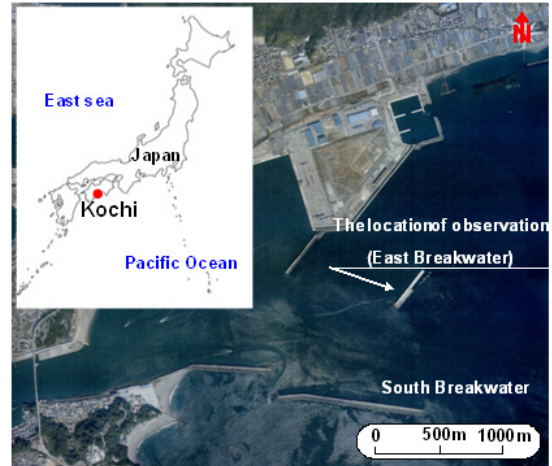 N
East sea
Japan
Kochi
Pacific Ocean
The location of observation
(East Breakwater)
South Breakwater
0 500m 1000m